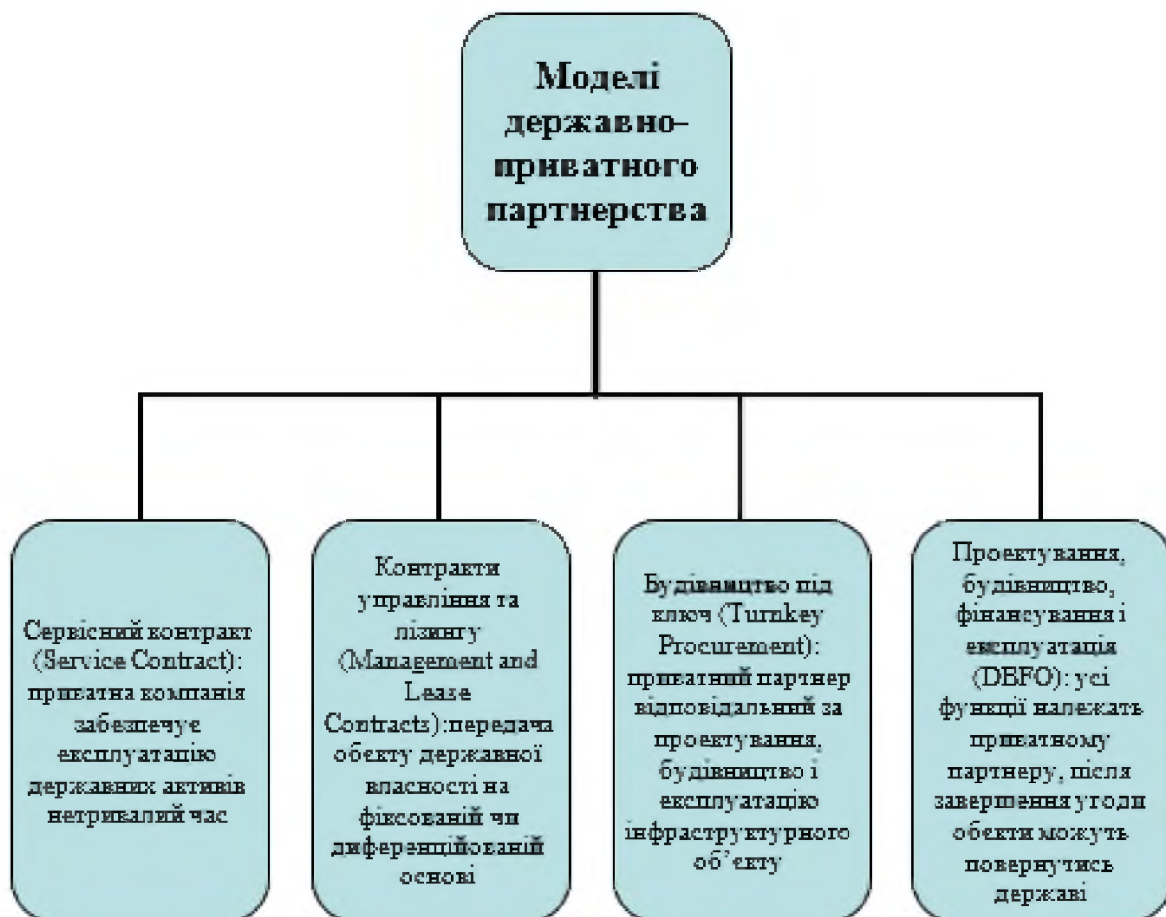 Моделі
державно-
приватного
партнерства
Сервісний контракт
(Service Contract):
приватна компанія
забезпечує
експлуатацію
державних активів
нетривалий час
Контракти
управління та
лізингу
(Management and
Lease
Contracts):передача
обєкту державної
власності на
фіксованій чи
диференційованій
основі
Будівництво під
ключ (Turnkey
Procurement):
приватний партнер
відповідальний за
проектування,
будівництво і
експлуатацію
інфраструктурного
об’єкту
Проектування,
будівництво,
фінансування і
експлуатація
(DBFO): усі
функції належать
приватному
партнеру, після
завершення угоди
обєкти можуть
повернутись
державі